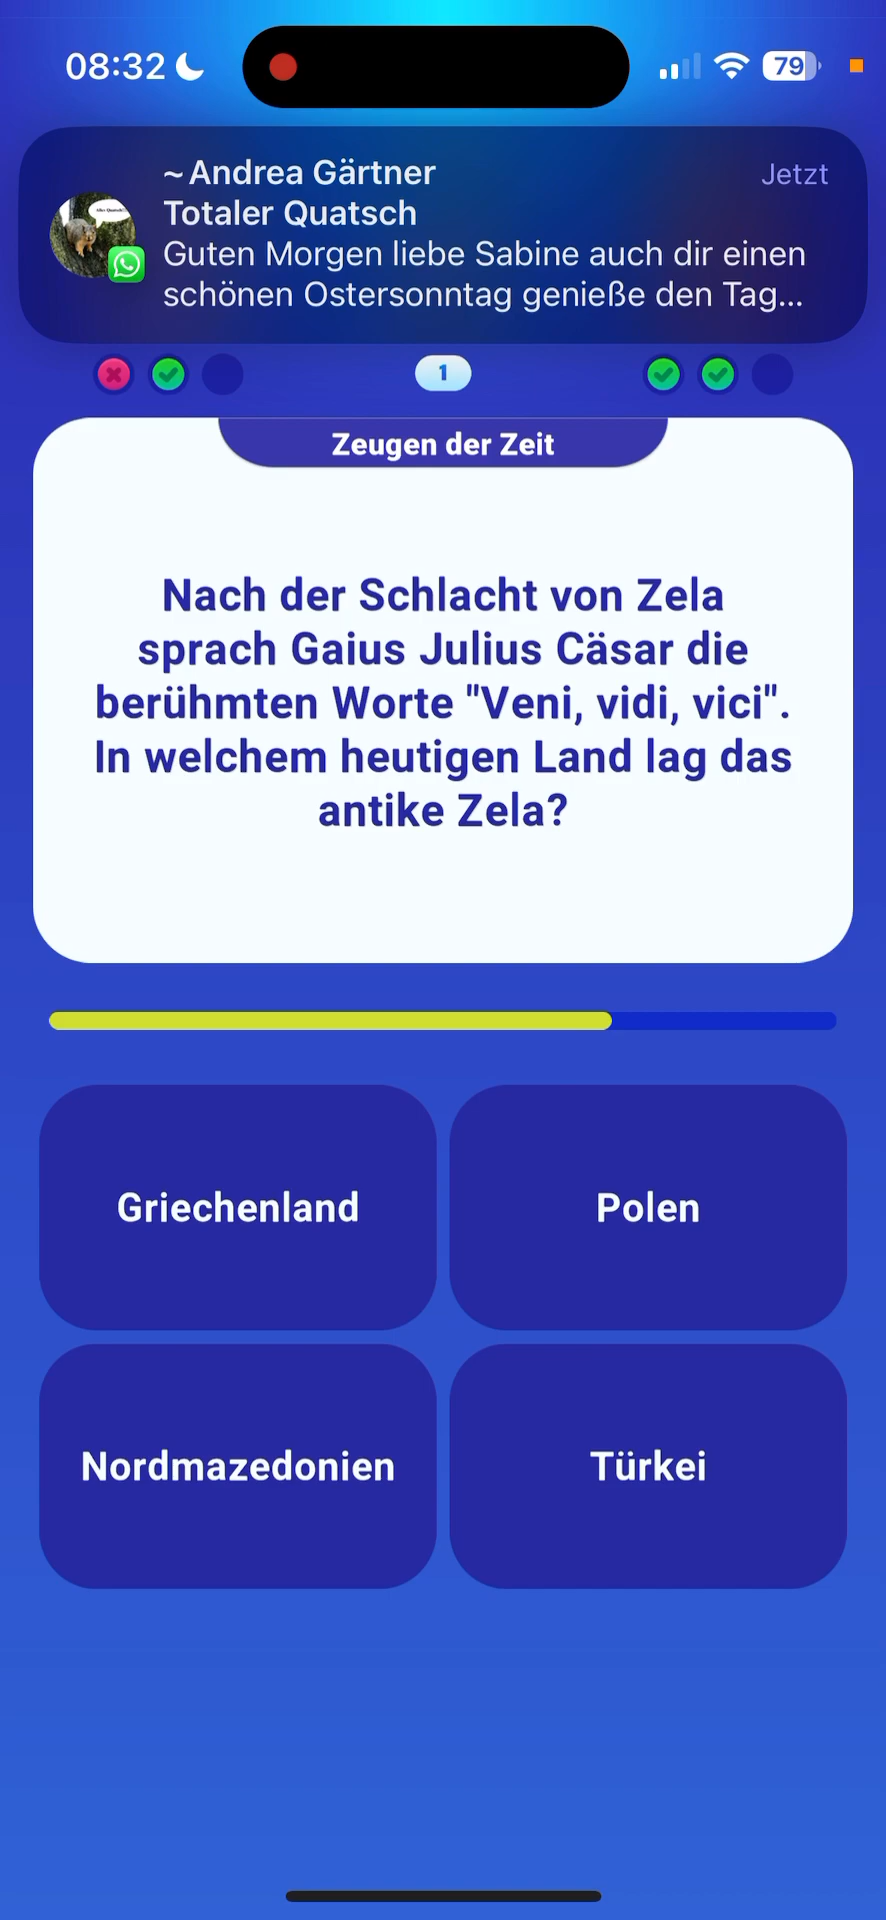 08:32
79
~Andrea Gärtner
Jetzt
Totaler Quatsch
Guten Morgen liebe Sabine auch dir einen
schönen Ostersonntag genieße den Tag...
1
Zeugen der Zeit
Nach der Schlacht von Zela
sprach Gaius Julius Cäsar die
berühmten Worte "Veni, vidi, vici".
In welchem heutigen Land lag das
antike Zela?
Griechenland
Polen
Nordmazedonien
Türkei